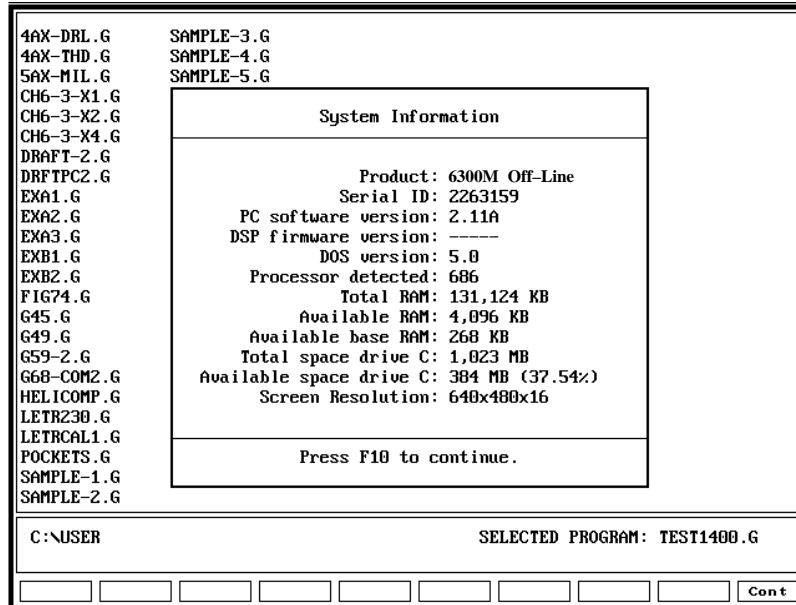 4AX-DRL.G SAMPLE-3.G
4AX-THD.G SAMPLE-4.G
5AX-MIL.G SAMPLE-5.G
CH6-3-X1.G
CH6-3-X2.G
CH6-3-X4.G
DRAFT-2.G
DRFTPC2.G
EXA1.G
EXA2.G
EXA3.G
EXB1.G
EXB2.G
FIG74.G
G45.G
G49.G
G59-2.G
G68-COM2.G
HELICOMP.G
LETR230.G
LETRCAL1.G
POCKETS.G
SAMPLE-1.G
SAMPLE-2.G
System Information
Product: 6300M Off-Line
Serial ID: 2263159
PC software version: 2.11A
DSP firmware version: -----
DOS version: 5.0
Processor detected: 686
Total RAM: 131,124 KB
Available RAM: 4,096 KB
Available base RAM: 268 KB
Total space drive C: 1,023 MB
Available space drive C: 384 MB (37.54%)
Screen Resolution: 640x480x16
Press F10 to continue.
C:\USER SELECTED PROGRAM: TEST1400.G
Cont